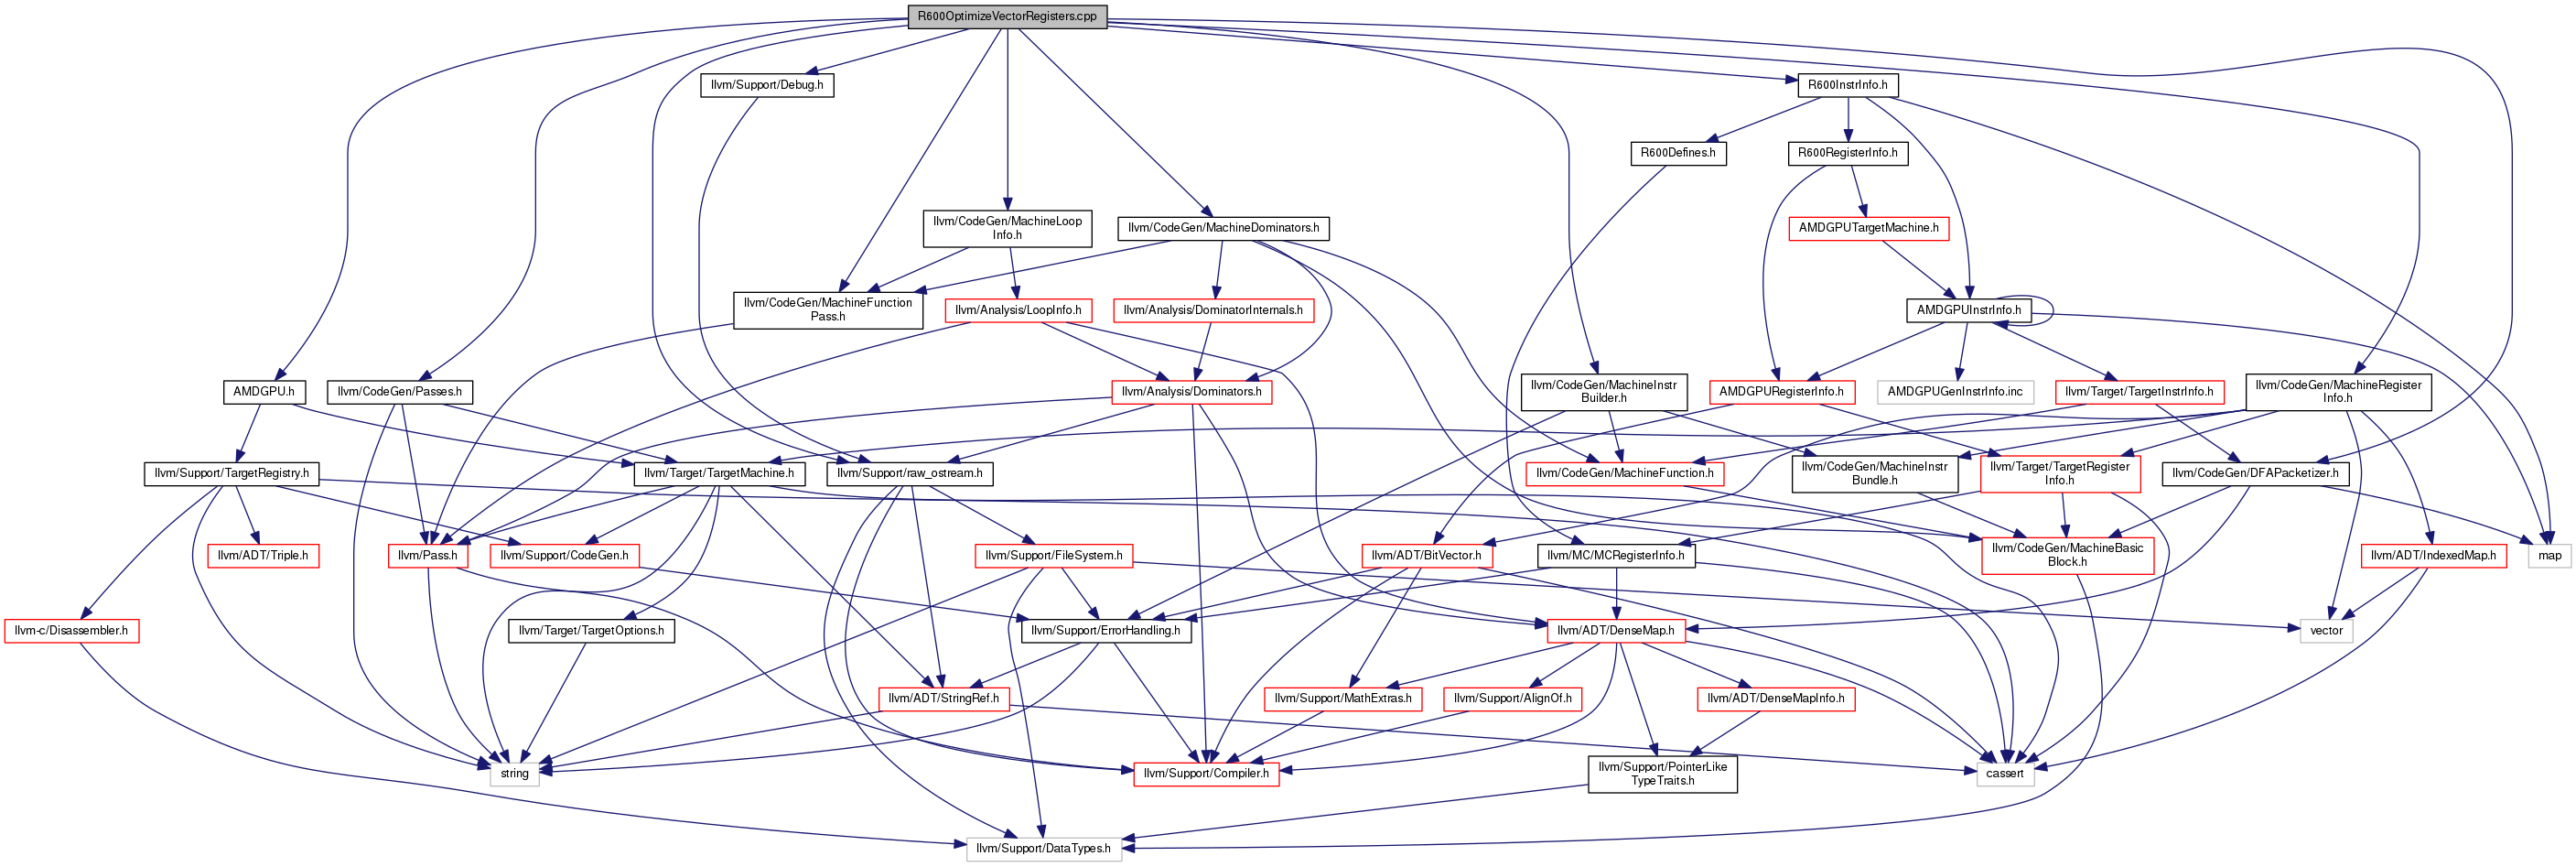 R600OptimizeVectorRegisters.cpp
llvm/Support/Debug.h
R600InstrInfo.h
R600Defines.h
R600RegisterInfo.h
llvm/CodeGen/MachineLoop
Info.h
llvm/CodeGen/MachineDominators.h
AMDGPUTargetMachine.h
llvm/CodeGen/MachineFunction
Pass.h
llvm/Analysis/LoopInfo.h
llvm/Analysis/DominatorInternals.h
AMDGPUInstrInfo.h
AMDGPU.h
llvm/CodeGen/Passes.h
llvm/Analysis/Dominators.h
llvm/CodeGen/MachineInstr
Builder.h
AMDGPURegisterInfo.h
AMDGPUGenInstrInfo.inc
llvm/Target/TargetInstrInfo.h
llvm/CodeGen/MachineRegister
Info.h
llvm/Support/TargetRegistry.h
llvm/Target/TargetMachine.h
llvm/Support/raw_ostream.h
llvm/CodeGen/MachineFunction.h
llvm/CodeGen/MachineInstr
Bundle.h
llvm/Target/TargetRegister
Info.h
llvm/CodeGen/DFAPacketizer.h
llvm/ADT/Triple.h
llvm/Pass.h
llvm/Support/CodeGen.h
llvm/Support/FileSystem.h
llvm/ADT/BitVector.h
llvm/MC/MCRegisterInfo.h
llvm/CodeGen/MachineBasic
Block.h
llvm/ADT/IndexedMap.h
map
llvm-c/Disassembler.h
llvm/Target/TargetOptions.h
llvm/Support/ErrorHandling.h
llvm/ADT/DenseMap.h
vector
llvm/ADT/StringRef.h
llvm/Support/MathExtras.h
llvm/Support/AlignOf.h
llvm/ADT/DenseMapInfo.h
string
llvm/Support/Compiler.h
llvm/Support/PointerLike
TypeTraits.h
cassert
llvm/Support/DataTypes.h